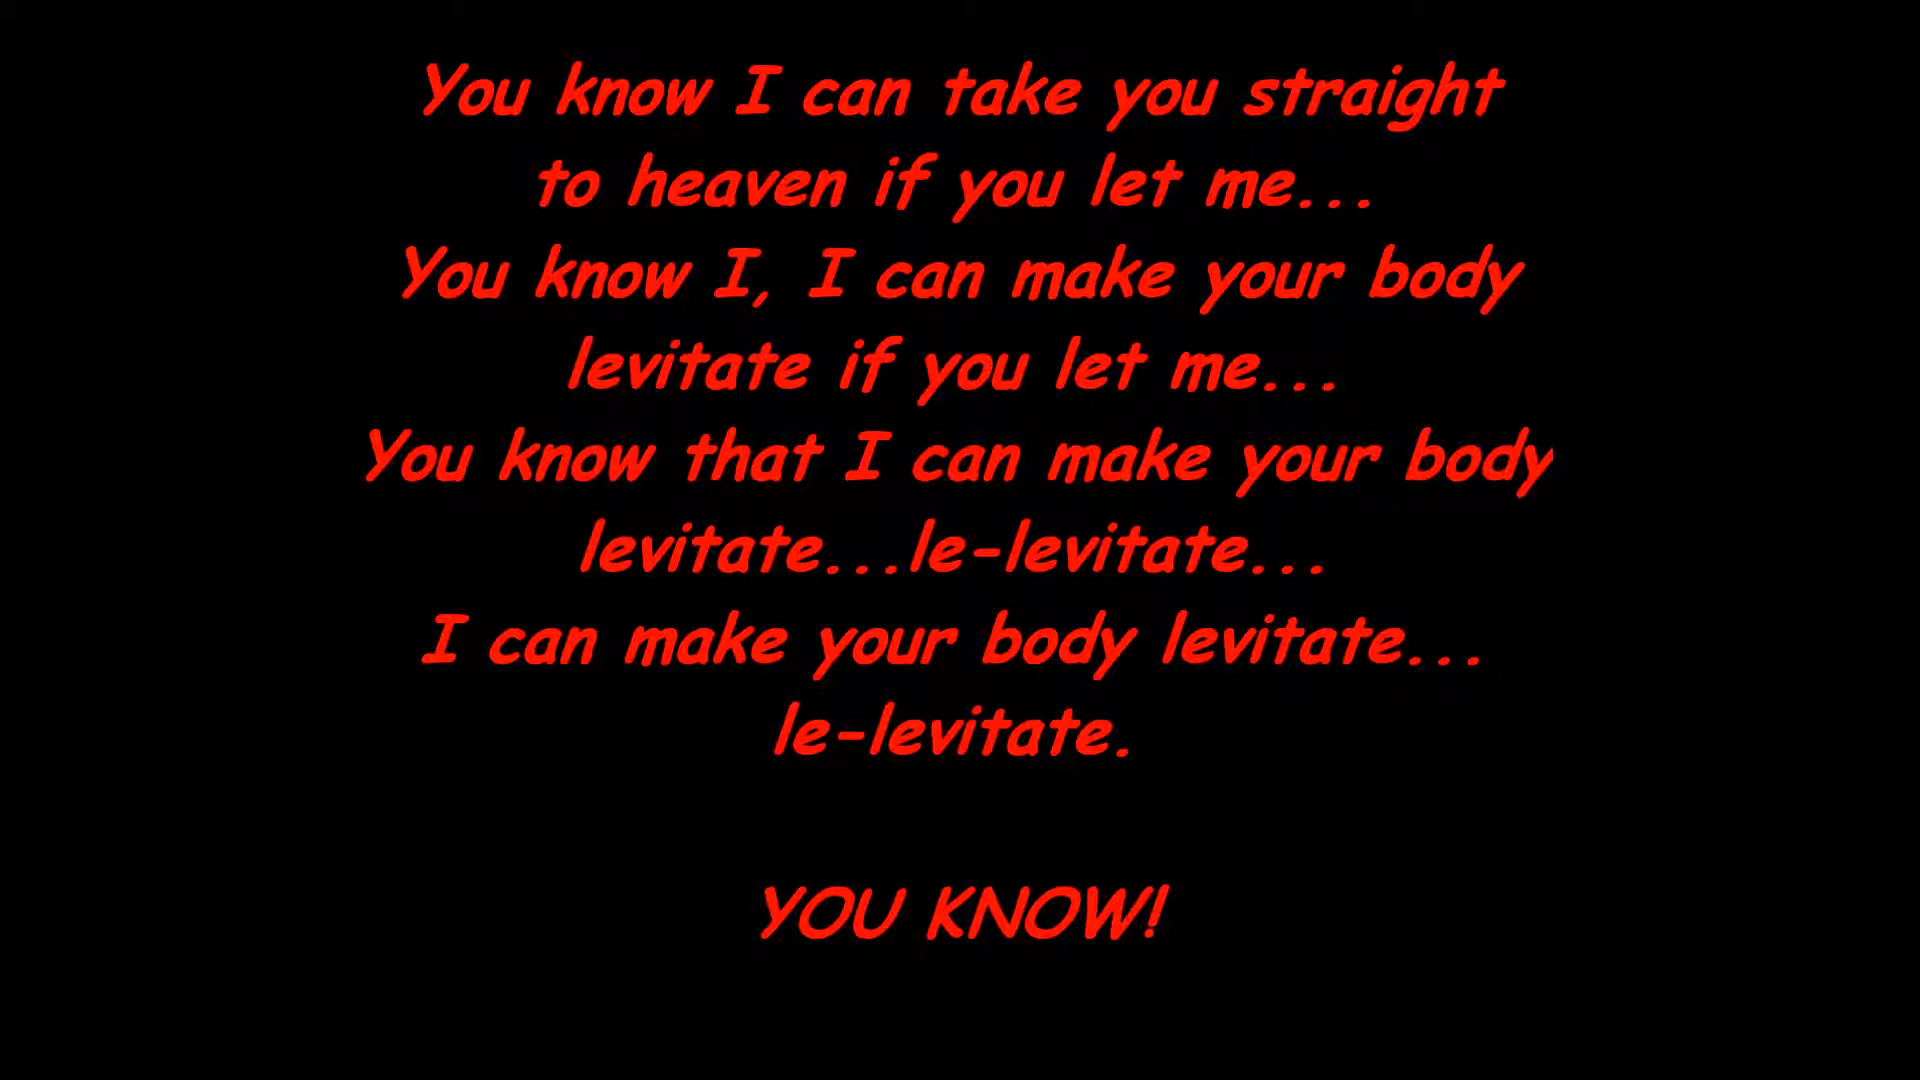 You know I can take you straight
to heaven if you let me...
You know I, I can make your body
levitate if you let me...
You know that I can make your body
levitate...le-levitate...
I can make your body levitate...
le-levitate.
YOU KNOW!